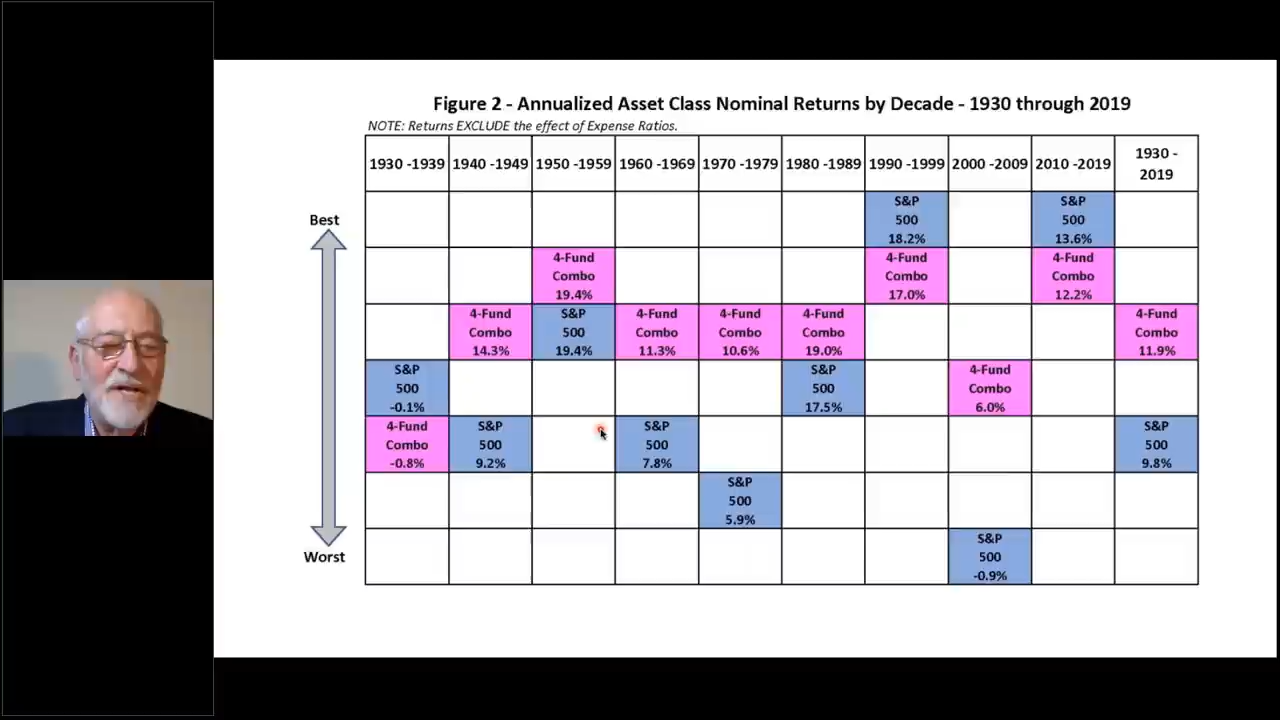 Figure 2 - Annualized Asset Class Nominal Returns by Decade - 1930 through 2019
NOTE: Returns EXCLUDE the effect of Expense Ratios.
1930 -1939 1940 -1949 1950 -1959 1960 -1969 1970 -1979 1980 -1989 1990 -1999 2000 -2009 2010 -2019 1930 -
2019
Best
S&P
500
18.2%
S&P
500
13.6%
4-Fund
Combo
19.4%
4-Fund
Combo
17.0%
4-Fund
Combo
12.2%
4-Fund
Combo
14.3%
S&P
500
19.4%
4-Fund
Combo
11.3%
4-Fund
Combo
10.6%
4-Fund
Combo
19.0%
4-Fund
Combo
11.9%
S&P
500
-0.1%
S&P
500
17.5%
4-Fund
Combo
6.0%
4-Fund
Combo
-0.8%
S&P
500
9.2%
S&P
500
7.8%
S&P
500
9.8%
S&P
500
5.9%
Worst
S&P
500
-0.9%